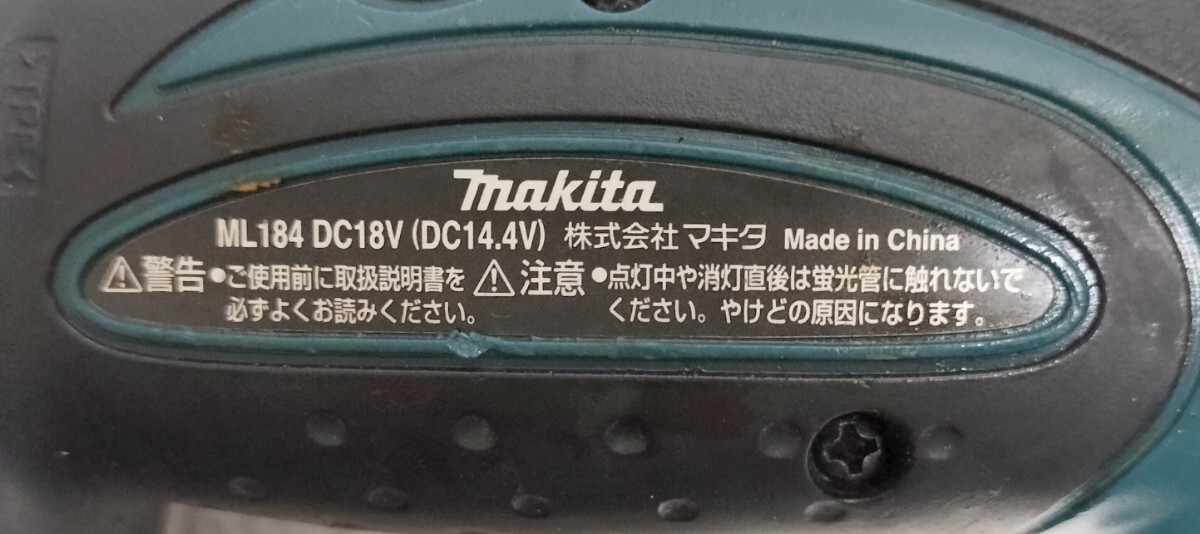 makita
ML184 DC18V (DC14.4V) 株式会社マキタ Made in China
⚠警告 •ご使用前に取扱説明書を必ずよくお読みください。
⚠注意 •点灯中や消灯直後は蛍光管に触れないでください。やけどの原因になります。